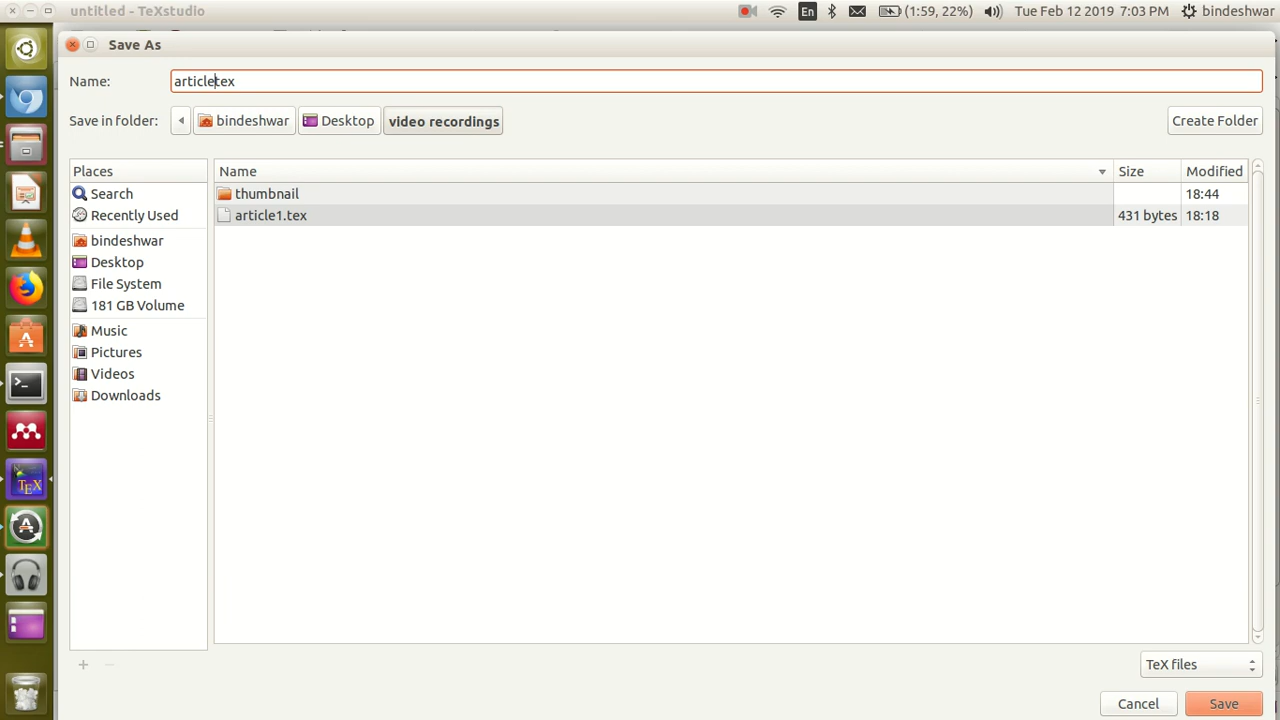 untitled - TeXstudio
En
(1:59, 22%)
Tue Feb 12 2019 7:03 PM
bindeshwar
Save As
Name:
articletex
Save in folder:
bindeshwar
Desktop
video recordings
Create Folder
Places
Name
Size
Modified
Search
thumbnail
18:44
Recently Used
article1.tex
431 bytes
18:18
bindeshwar
Desktop
File System
181 GB Volume
Music
Pictures
Videos
Downloads
TEX
TeX files
Cancel
Save